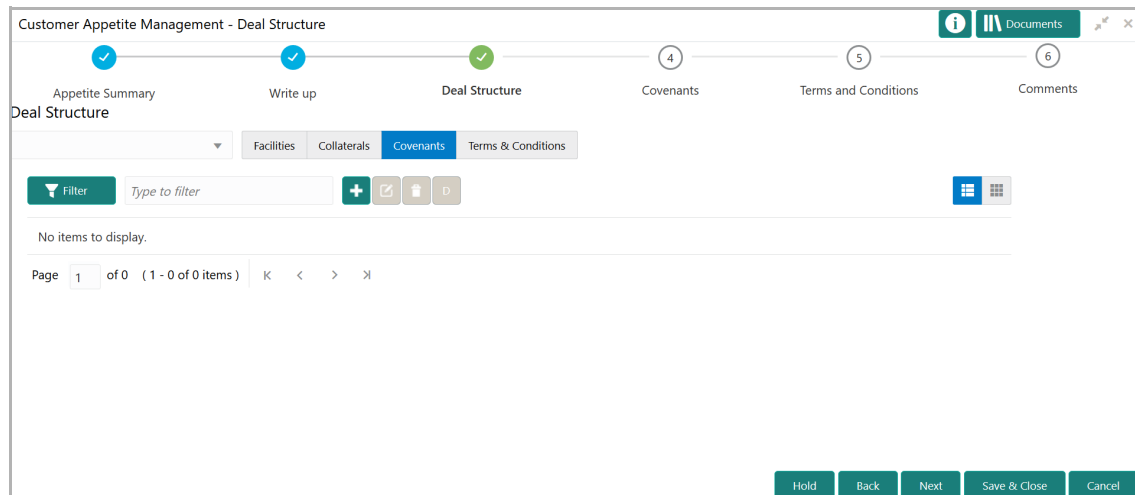 Customer Appetite Management - Deal Structure
i Documents
4 5 6
Appetite Summary Write up Deal Structure Covenants Terms and Conditions Comments
Deal Structure
Facilities Collaterals Covenants Terms & Conditions
Filter Type to filter D
No items to display.
Page 1 of 0 ( 1 - 0 of 0 items )
Hold Back Next Save & Close Cancel